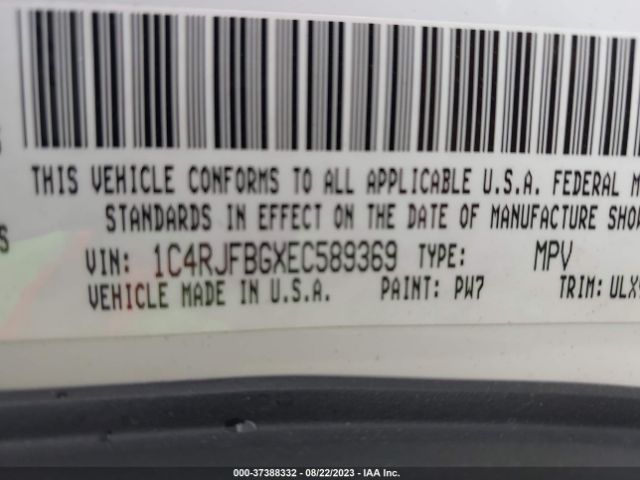 THIS VEHICLE CONFORMS TO ALL APPLICABLE U.S.A. FEDERAL M
STANDARDS IN EFFECT ON THE DATE OF MANUFACTURE SHO
VIN: 1C4RJFBGXEC589369 TYPE: MPV
VEHICLE MADE IN U.S.A. PAINT: PW7 TRIM: ULX
000-37388332 / 08/22/2023 / IAA Inc.